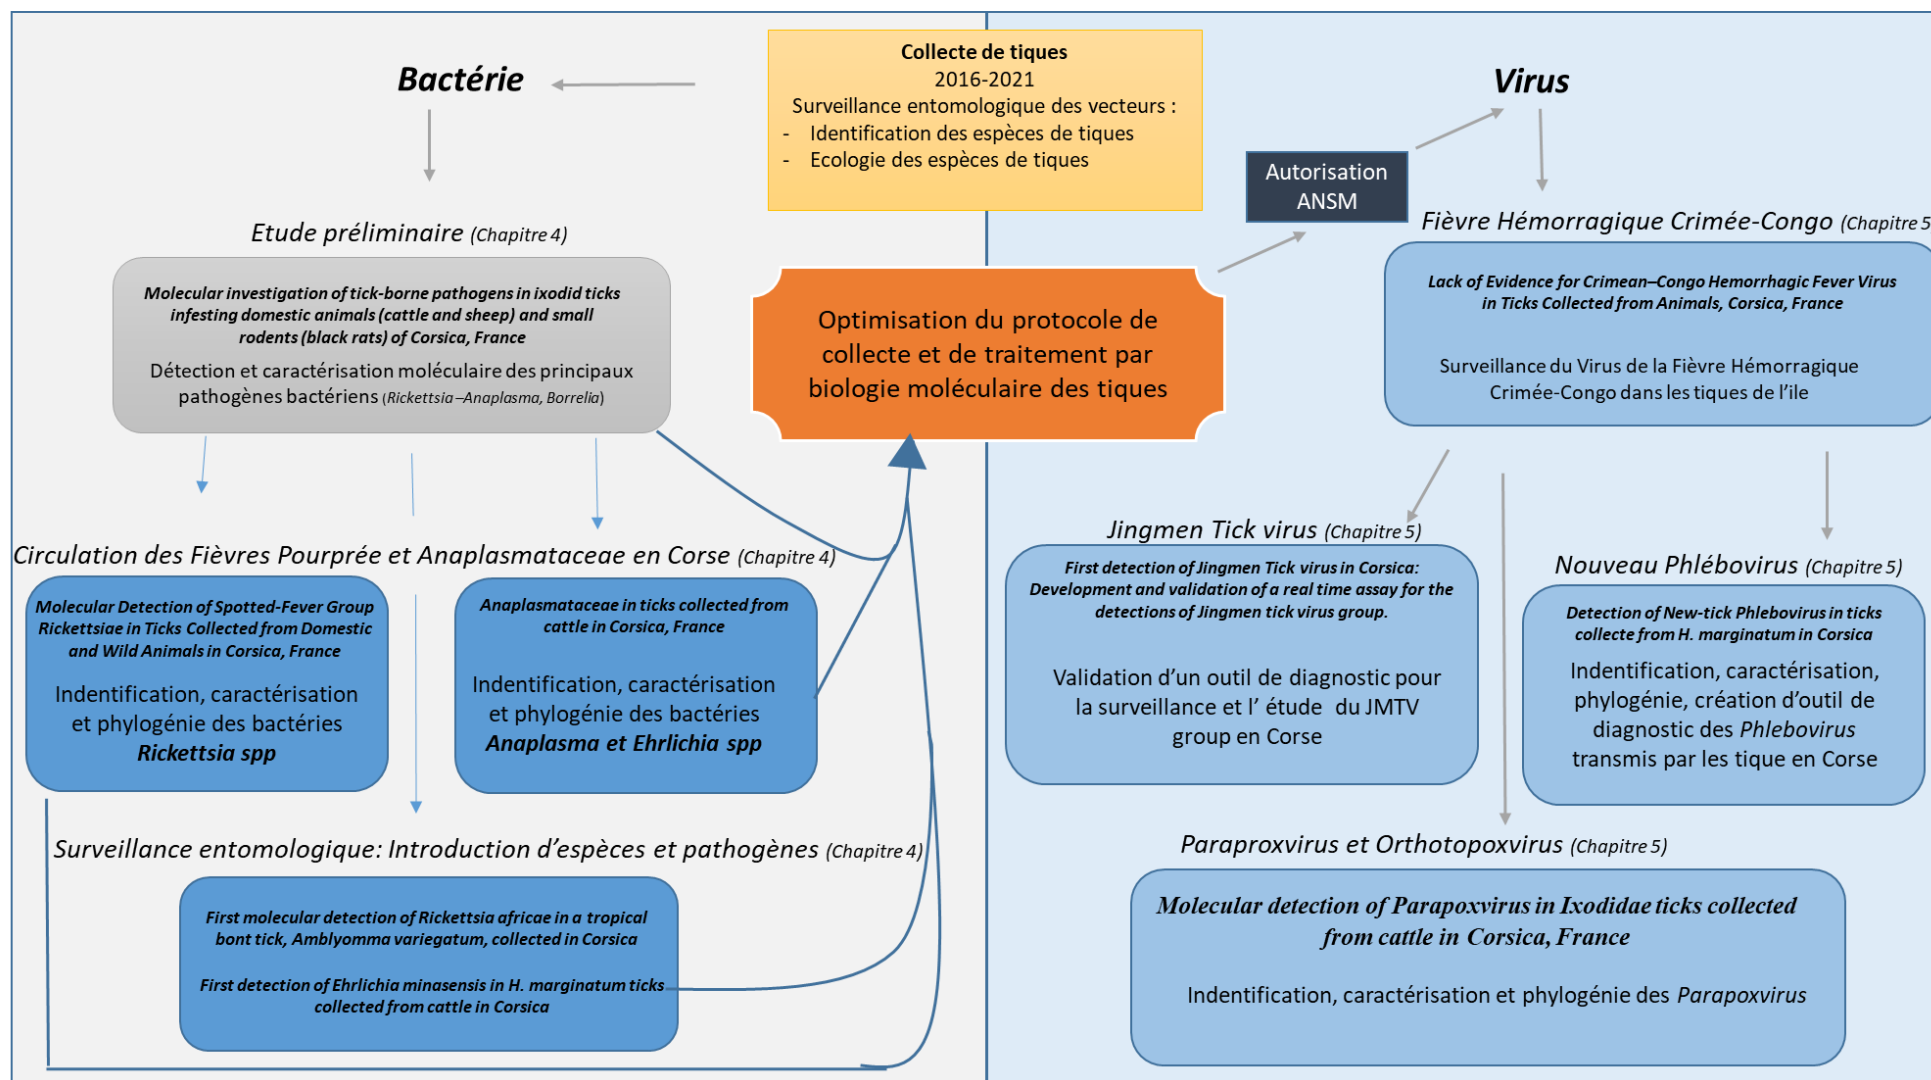 Collecte de tiques
2016-2021
Surveillance entomologique des vecteurs :
- Identification des espèces de tiques
- Ecologie des espèces de tiques
Bactérie
Etude préliminaire (Chapitre 4)
Molecular investigation of tick-borne pathogens in ixodid ticks
infesting domestic animals (cattle and sheep) and small
rodents (black rats) of Corsica, France
Détection et caractérisation moléculaire des principaux
pathogènes bactériens (Rickettsia –Anaplasma, Borrelia)
Circulation des Fièvres Pourprée et Anaplasmataceae en Corse (Chapitre 4)
Molecular Detection of Spotted-Fever Group
Rickettsiae in Ticks Collected from Domestic
and Wild Animals in Corsica, France
Indentification, caractérisation
et phylogénie des bactéries
Rickettsia spp
Anaplasmataceae in ticks collected from
cattle in Corsica, France
Indentification, caractérisation
et phylogénie des bactéries
Anaplasma et Ehrlichia spp
Surveillance entomologique: Introduction d’espèces et pathogènes (Chapitre 4)
First molecular detection of Rickettsia africae in a tropical
bont tick, Amblyomma variegatum, collected in Corsica
First detection of Ehrlichia minasensis in H. marginatum ticks
collected from cattle in Corsica
Optimisation du protocole de
collecte et de traitement par
biologie moléculaire des tiques
Autorisation
ANSM
Virus
Fièvre Hémorragique Crimée-Congo (Chapitre 5
Lack of Evidence for Crimean–Congo Hemorrhagic Fever Virus
in Ticks Collected from Animals, Corsica, France
Surveillance du Virus de la Fièvre Hémorragique
Crimée-Congo dans les tiques de l’ile
Jingmen Tick virus (Chapitre 5)
First detection of Jingmen Tick virus in Corsica:
Development and validation of a real time assay for the
detections of Jingmen tick virus group.
Validation d’un outil de diagnostic pour
la surveillance et l’ étude du JMTV
group en Corse
Nouveau Phlébovirus (Chapitre 5)
Detection of New-tick Phlebovirus in ticks
collecte from H. marginatum in Corsica
Indentification, caractérisation,
phylogénie, création d’outil de
diagnostic des Phlebovirus
transmis par les tique en Corse
Paraproxvirus et Orthotopoxvirus (Chapitre 5)
Molecular detection of Parapoxvirus in Ixodidae ticks collected
from cattle in Corsica, France
Indentification, caractérisation et phylogénie des Parapoxvirus